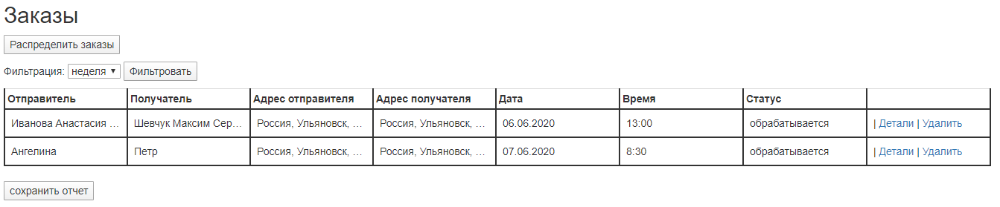 Заказы
Распределить заказы
Фильтрация: неделя Фильтровать
Отправитель Получатель Адрес отправителя Адрес получателя Дата Время Статус
Иванова Анастасия ... Шевчук Максим Сер... Россия, Ульяновск, ... Россия, Ульяновск, ... 06.06.2020 13:00 обрабатывается | Детали | Удалить
Ангелина Петр Россия, Ульяновск, ... Россия, Ульяновск, ... 07.06.2020 8:30 обрабатывается | Детали | Удалить
сохранить отчет